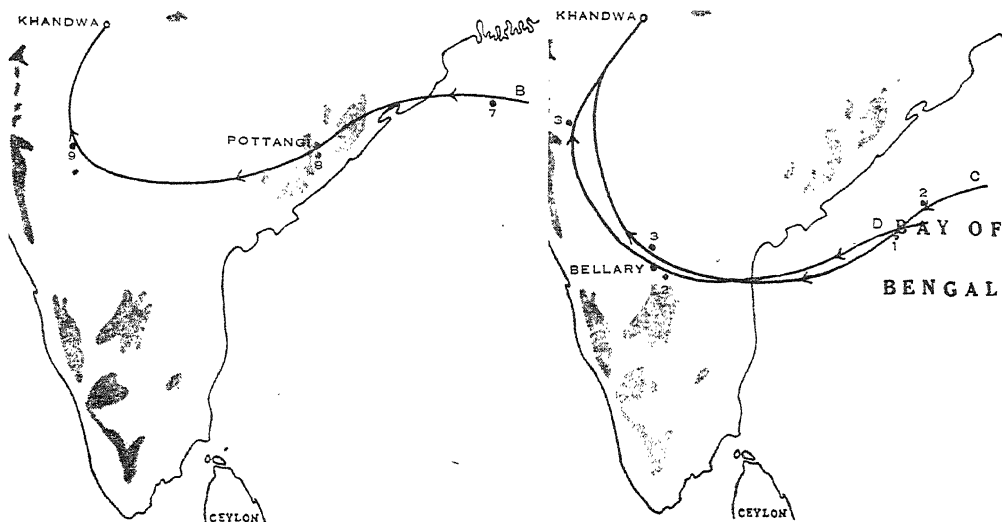 KHANDWA
B
7
POTTANGI
8
9
CEYLON
KHANDWA
3
C
2
D
BAY OF
1
3
BELLARY
2
BENGAL
CEYLON